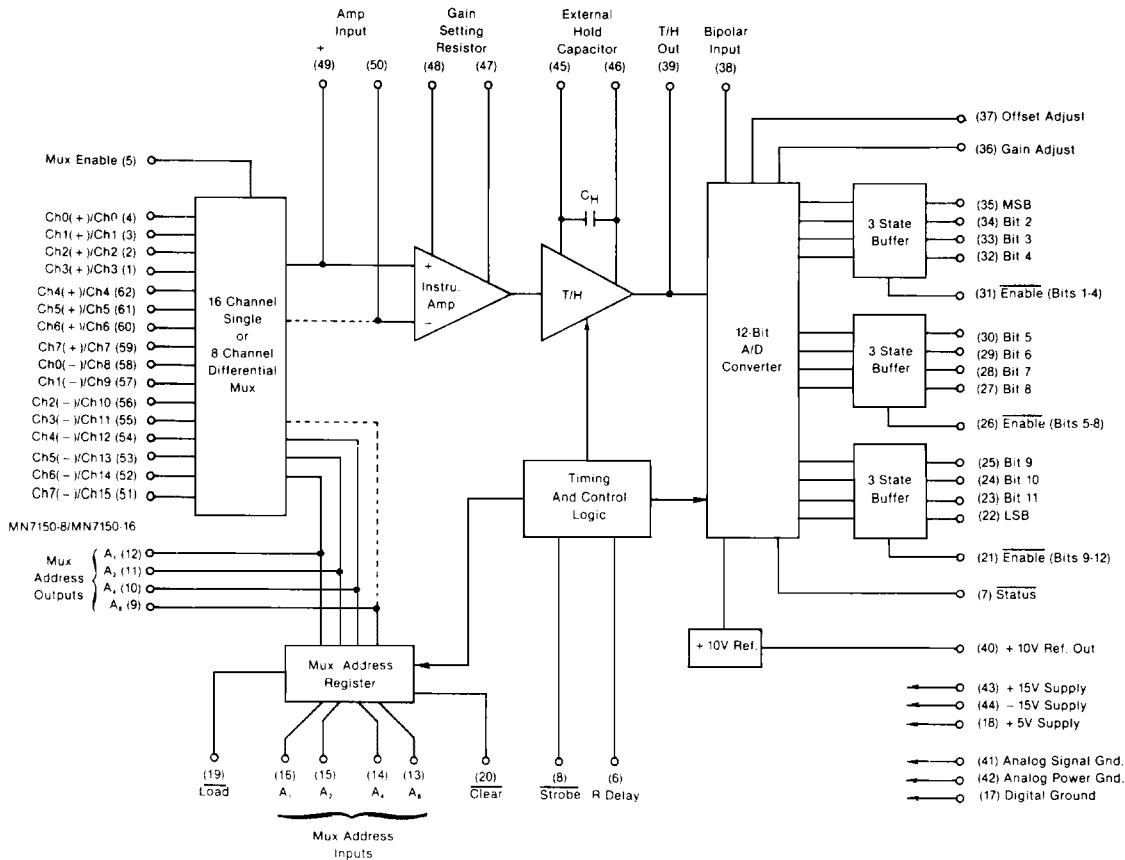 Amp
Input
+
(49)
(50)
Gain
Setting
Resistor
(48)
(47)
External
Hold
Capacitor
(45)
(46)
T/H
Out
(39)
Bipolar
Input
(38)
(37) Offset Adjust
(36) Gain Adjust
Mux Enable (5)
Ch0(+)/Ch0 (4)
Ch1(+)/Ch1 (3)
Ch2(+)/Ch2 (2)
Ch3(+)/Ch3 (1)
Ch4(+)/Ch4 (62)
Ch5(+)/Ch5 (61)
Ch6(+)/Ch6 (60)
Ch7(+)/Ch7 (59)
Ch0(-)/Ch8 (58)
Ch1(-)/Ch9 (57)
Ch2(-)/Ch10 (56)
Ch3(-)/Ch11 (55)
Ch4(-)/Ch12 (54)
Ch5(-)/Ch13 (53)
Ch6(-)/Ch14 (52)
Ch7(-)/Ch15 (51)
16 Channel
Single
or
8 Channel
Differential
Mux
+
Instru.
Amp
−
CH
T/H
12-Bit
A/D
Converter
3 State
Buffer
(35) MSB
(34) Bit 2
(33) Bit 3
(32) Bit 4
(31) Enable (Bits 1-4)
3 State
Buffer
(30) Bit 5
(29) Bit 6
(28) Bit 7
(27) Bit 8
(26) Enable (Bits 5-8)
3 State
Buffer
(25) Bit 9
(24) Bit 10
(23) Bit 11
(22) LSB
(21) Enable (Bits 9-12)
(7) Status
Timing
And Control
Logic
MN7150-8/MN7150-16
Mux
Address
Outputs
A1 (12)
A2 (11)
A4 (10)
A8 (9)
Mux Address
Register
+ 10V Ref.
(40) + 10V Ref. Out
(43) + 15V Supply
(44) − 15V Supply
(18) + 5V Supply
(41) Analog Signal Gnd.
(42) Analog Power Gnd.
(17) Digital Ground
(19)
Load
(16)
A1
(15)
A2
(14)
A4
(13)
A8
(20)
Clear
(8)
Strobe
(6)
R Delay
Mux Address
Inputs